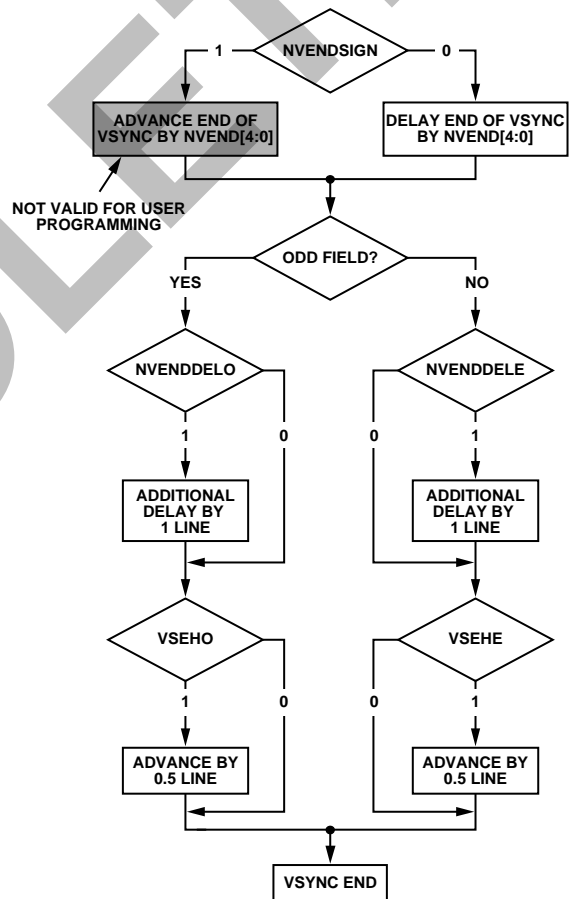 NVENDSIGN
1
0
ADVANCE END OF
VSYNC BY NVEND[4:0]
DELAY END OF VSYNC
BY NVEND[4:0]
NOT VALID FOR USER
PROGRAMMING
ODD FIELD?
YES
NO
NVENDDELO
NVENDDELE
1
0
0
1
ADDITIONAL
DELAY BY
1 LINE
ADDITIONAL
DELAY BY
1 LINE
VSEHO
VSEHE
1
0
0
1
ADVANCE BY
0.5 LINE
ADVANCE BY
0.5 LINE
VSYNC END